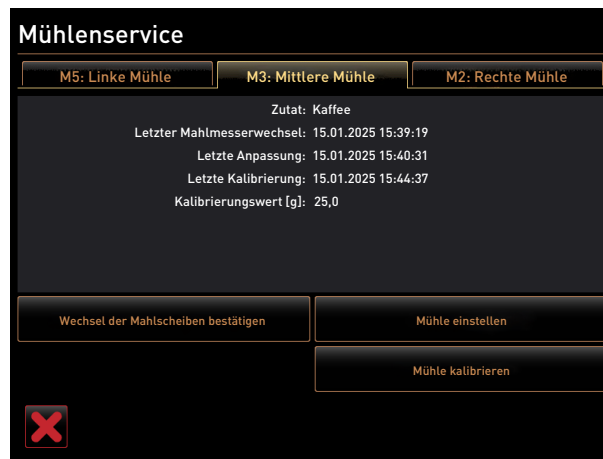 Mühlenservice
M5: Linke Mühle
M3: Mittlere Mühle
M2: Rechte Mühle
Zutat: Kaffee
Letzter Mahlmesserwechsel: 15.01.2025 15:39:19
Letzte Anpassung: 15.01.2025 15:40:31
Letzte Kalibrierung: 15.01.2025 15:44:37
Kalibrierungswert [g]: 25,0
Wechsel der Mahlscheiben bestätigen
Mühle einstellen
Mühle kalibrieren